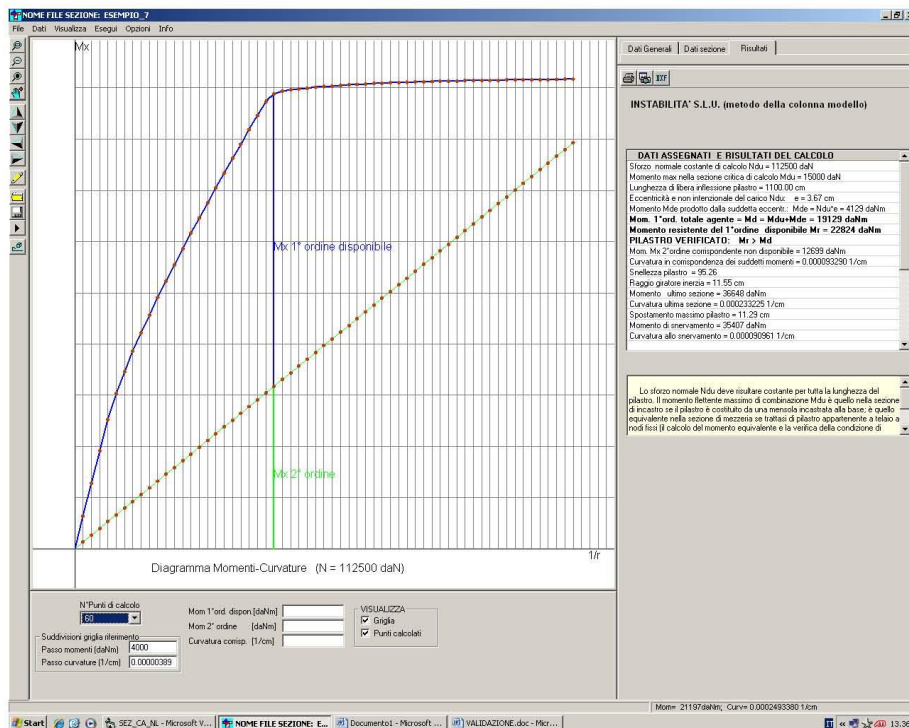 NOME FILE SEZIONE: ESEMPIO_7
File Dati Visualizza Esegui Opzioni Info
Mx
Mx 1° ordine disponibile
Mx 2° ordine
1/r
Diagramma Momenti-Curvature (N = 112500 daN)
Dati Generali Dati sezione Risultati
DXF
INSTABILITA' S.L.U. (metodo della colonna modello)
DATI ASSEGNATI E RISULTATI DEL CALCOLO
Sforzo normale costante di calcolo Ndu = 112500 daN
Momento max nella sezione critica di calcolo Mdu = 15000 daN
Lunghezza di libera inflessione pilastro = 1100.00 cm
Eccentricità e non intenzionale del carico Ndu: e = 3.67 cm
Momento Mde prodotto dalla suddetta eccentr.: Mde = Ndu*e = 4129 daNm
Mom. 1°ord. totale agente = Md = Mdu+Mde = 19129 daNm
Momento resistente del 1°ordine disponibile Mr = 22824 daNm
PILASTRO VERIFICATO: Mr > Md
Mom. Mx 2°ordine corrispondente non disponibile = 12699 daNm
Curvatura in corrispondenza dei suddetti momenti = 0.000093290 1/cm
Snellezza pilastro = 95.26
Raggio giratore inerzia = 11.55 cm
Momento ultimo sezione = 36648 daNm
Curvatura ultima sezione = 0.000233225 1/cm
Spostamento massimo pilastro = 11.29 cm
Momento di snervamento = 35407 daNm
Curvatura allo snervamento = 0.000090961 1/cm
Lo sforzo normale Ndu deve risultare costante per tutta la lunghezza del
pilastro. Il momento flettente massimo di combinazione Mdu è quello nella sezione
di incastro se il pilastro è costituito da una mensola incastrata alla base; è quello
equivalente nella sezione di mezzeria se trattasi di pilastro appartenente a telaio a
nodi fissi (il calcolo del momento equivalente e la verifica della condizione di
N°Punti di calcolo
60
Suddivisioni griglia riferimento
Passo momenti [daNm] 4000
Passo curvature [1/cm] 0.00000389
Mom 1°ord. dispon.[daNm]
Mom 2° ordine [daNm]
Curvatura corrisp. [1/cm]
VISUALIZZA
Griglia
Punti calcolati
Mom= 21197daNm; Curv= 0.0002493380 1/cm
Start SEZ_CA_NL - Microsoft V... NOME FILE SEZIONE: E... Documento1 - Microsoft ... VALIDAZIONE.doc - Micr... 13.36